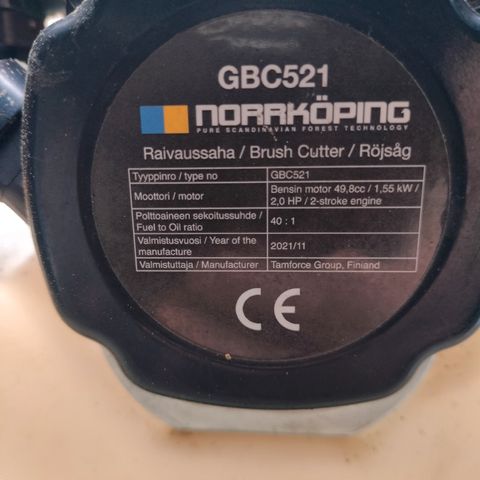 GBC521
NORRKÖPING
PURE SCANDINAVIAN FOREST TECHNOLOGY
Raivaussaha / Brush Cutter / Röjsåg
Tyyppinro / type no GBC521
Moottori / motor Bensin motor 49,8cc / 1,55 kW /
2,0 HP / 2-stroke engine
Polttoaineen sekoitussuhde / 40 : 1
Fuel to Oil ratio
Valmistusvuosi / Year of the 2021/11
manufacture
Valmistuttaja / Manufacturer Tamforce Group, Finland
CE